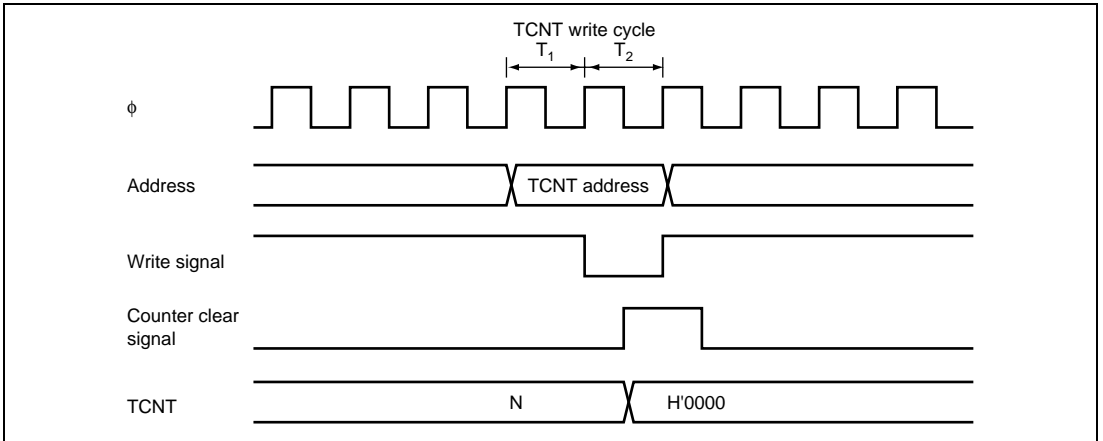 TCNT write cycle
T1 T2
ϕ
Address
TCNT address
Write signal
Counter clear
signal
TCNT
N
H'0000